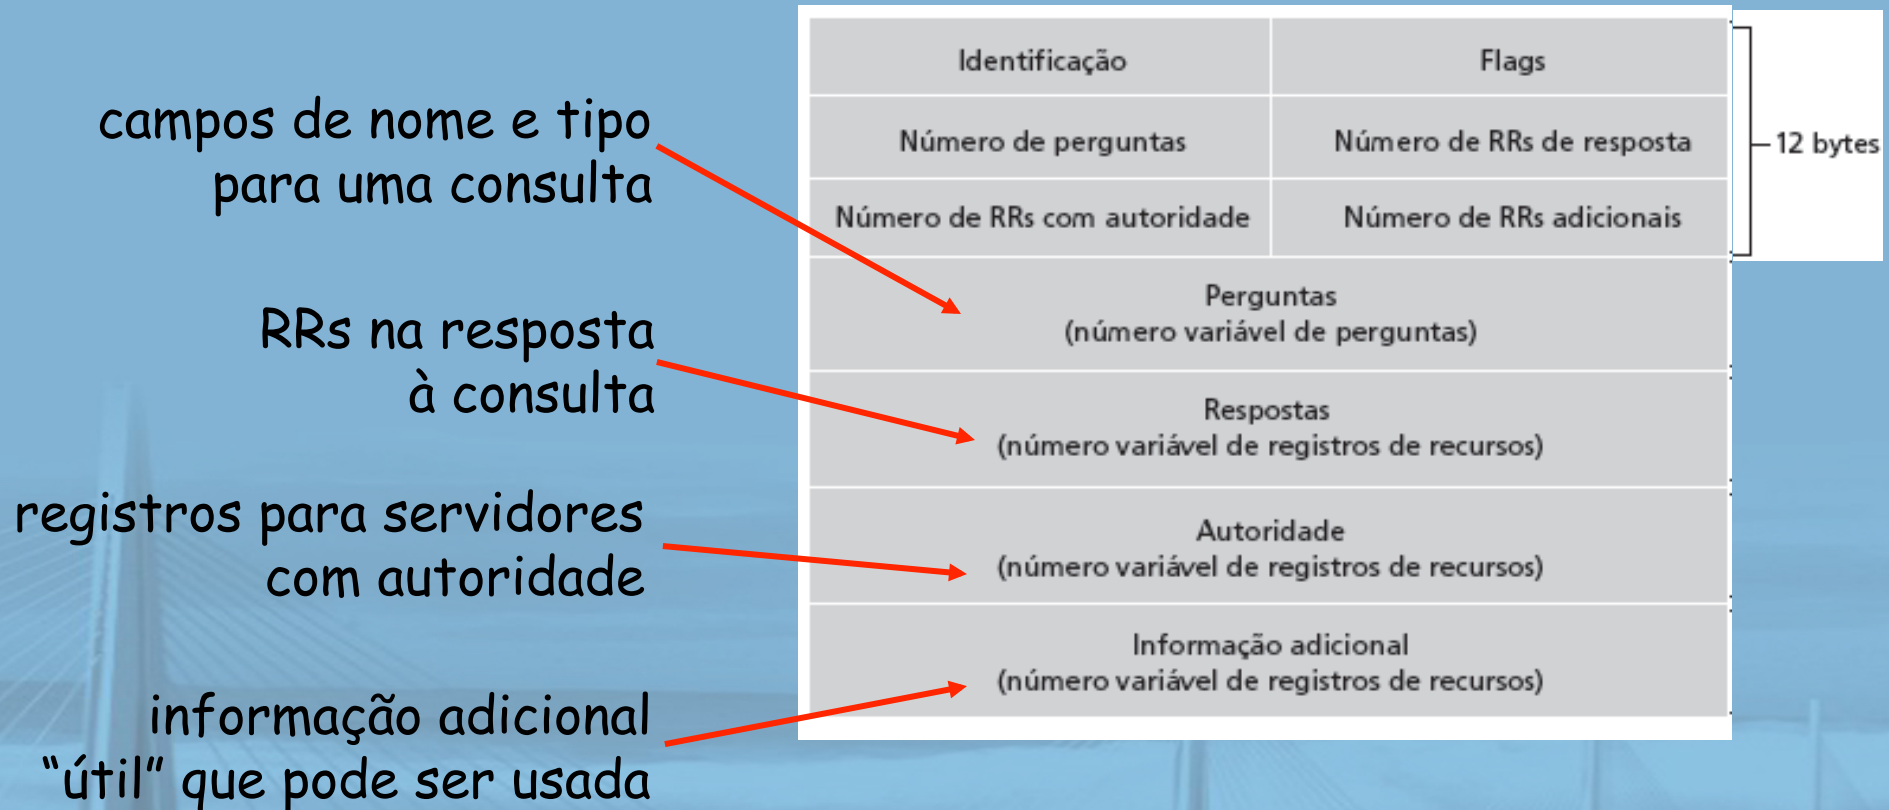 campos de nome e tipo
para uma consulta
RRs na resposta
à consulta
registros para servidores
com autoridade
informação adicional
“útil” que pode ser usada
Identificação
Flags
Número de perguntas
Número de RRs de resposta
Número de RRs com autoridade
Número de RRs adicionais
12 bytes
Perguntas
(número variável de perguntas)
Respostas
(número variável de registros de recursos)
Autoridade
(número variável de registros de recursos)
Informação adicional
(número variável de registros de recursos)